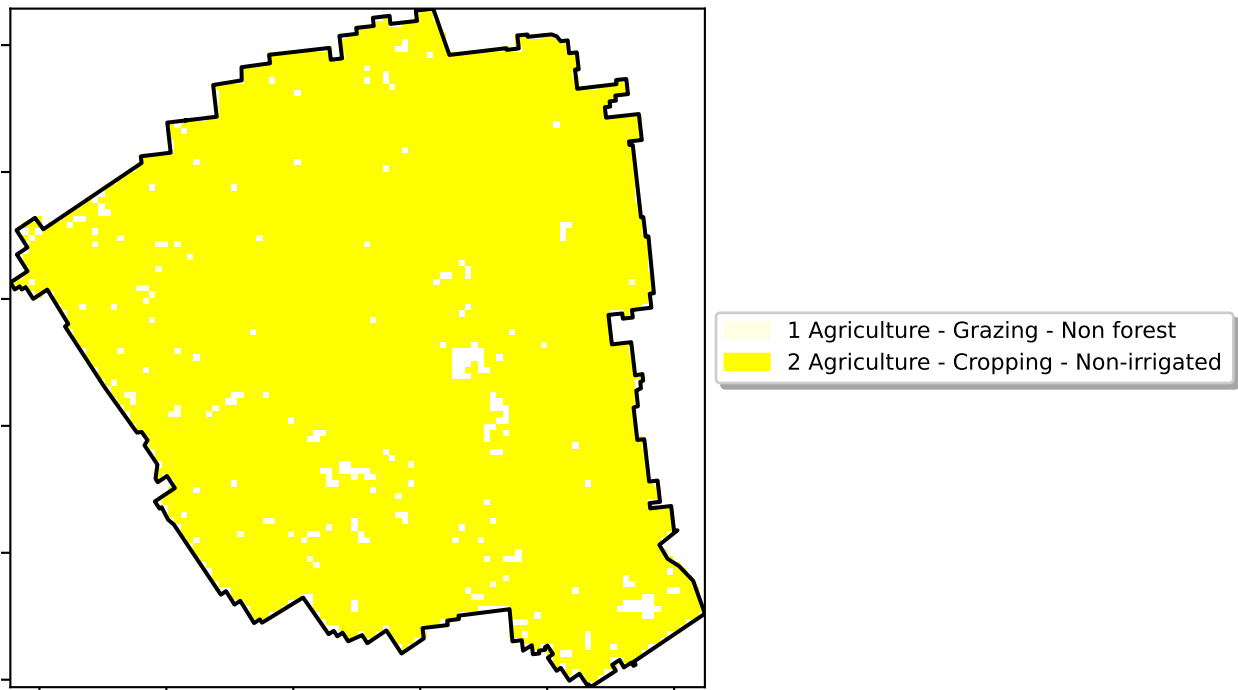 1 Agriculture - Grazing - Non forest
2 Agriculture - Cropping - Non-irrigated